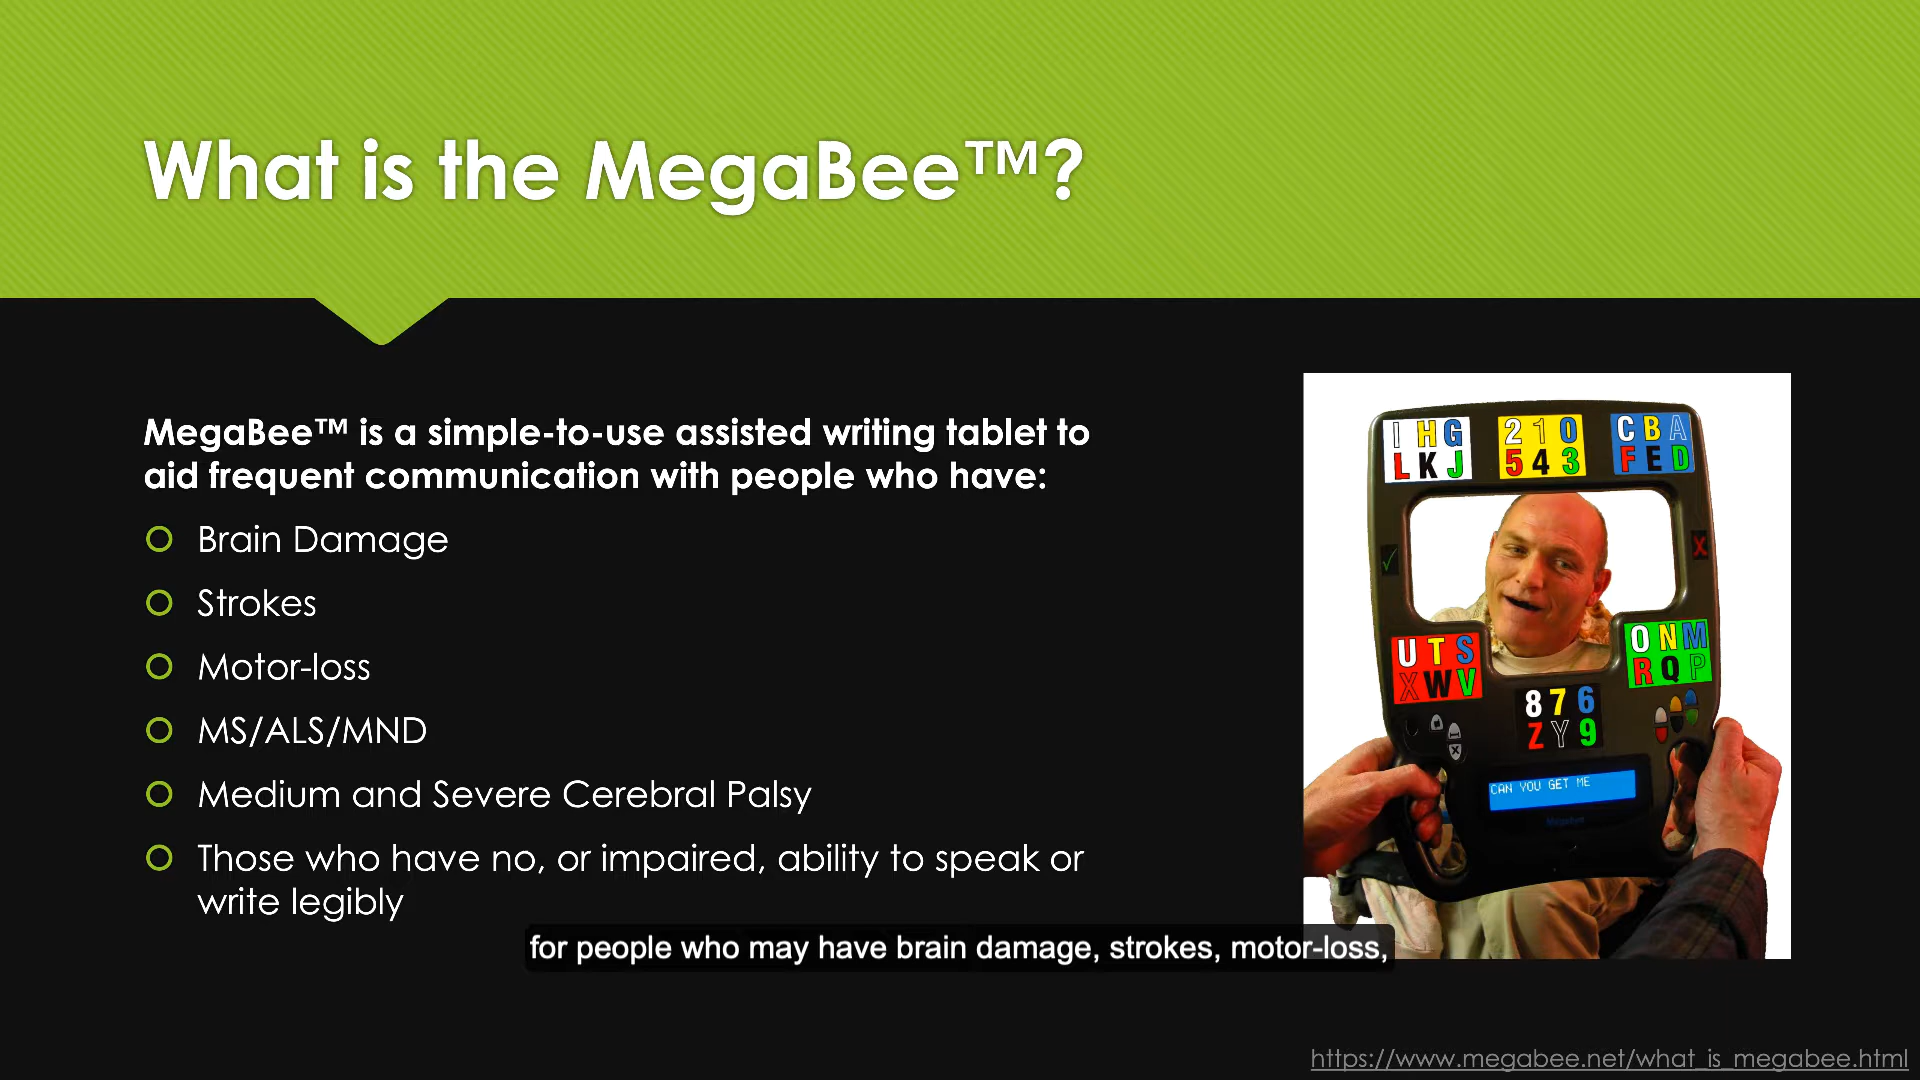 What is the MegaBee™?
MegaBee™ is a simple-to-use assisted writing tablet to
aid frequent communication with people who have:
Brain Damage
Strokes
Motor-loss
MS/ALS/MND
Medium and Severe Cerebral Palsy
Those who have no, or impaired, ability to speak or
write legibly
I H G
L K J
2 1 0
5 4 3
C B A
F E D
✓
X
U T S
X W V
O N M
R Q P
8 7 6
Z Y 9
CAN YOU GET ME
MegaBee
for people who may have brain damage, strokes, motor-loss,
https://www.megabee.net/what_is_megabee.html